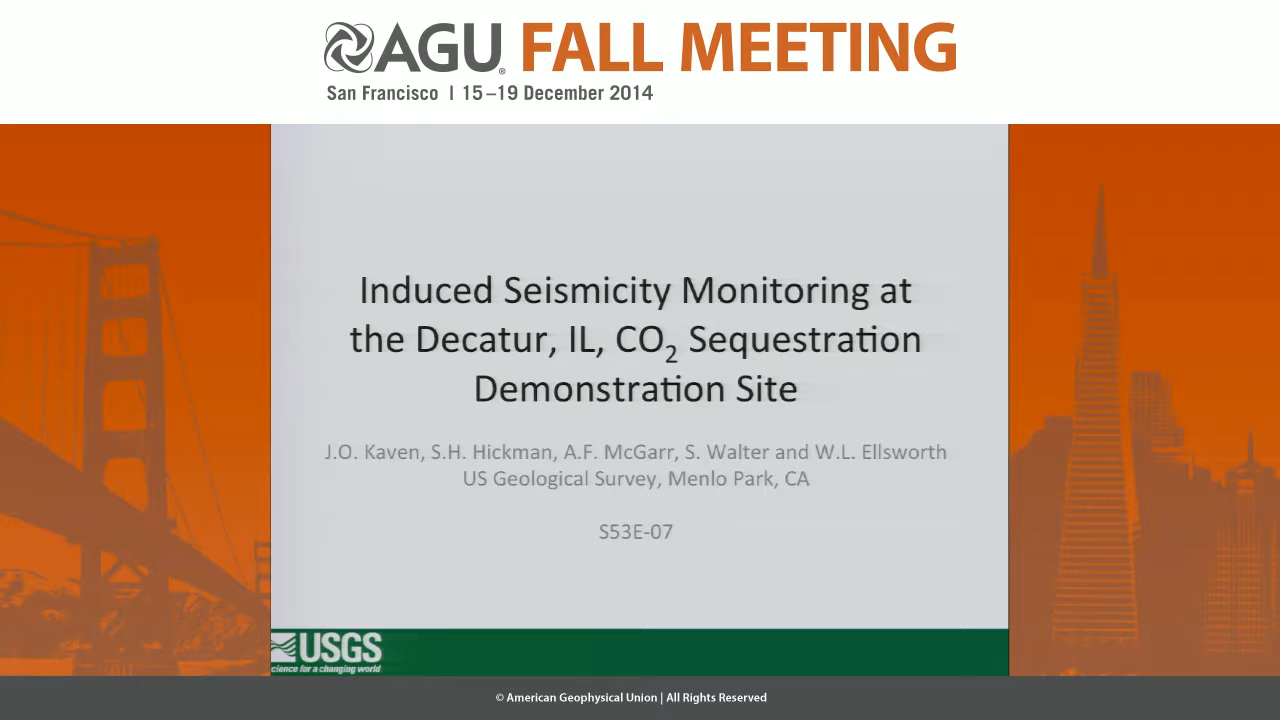 AGU FALL MEETING
San Francisco | 15–19 December 2014
Induced Seismicity Monitoring at
the Decatur, IL, CO₂ Sequestration
Demonstration Site
J.O. Kaven, S.H. Hickman, A.F. McGarr, S. Walter and W.L. Ellsworth
US Geological Survey, Menlo Park, CA
S53E-07
USGS
cience for a changing world
© American Geophysical Union | All Rights Reserved